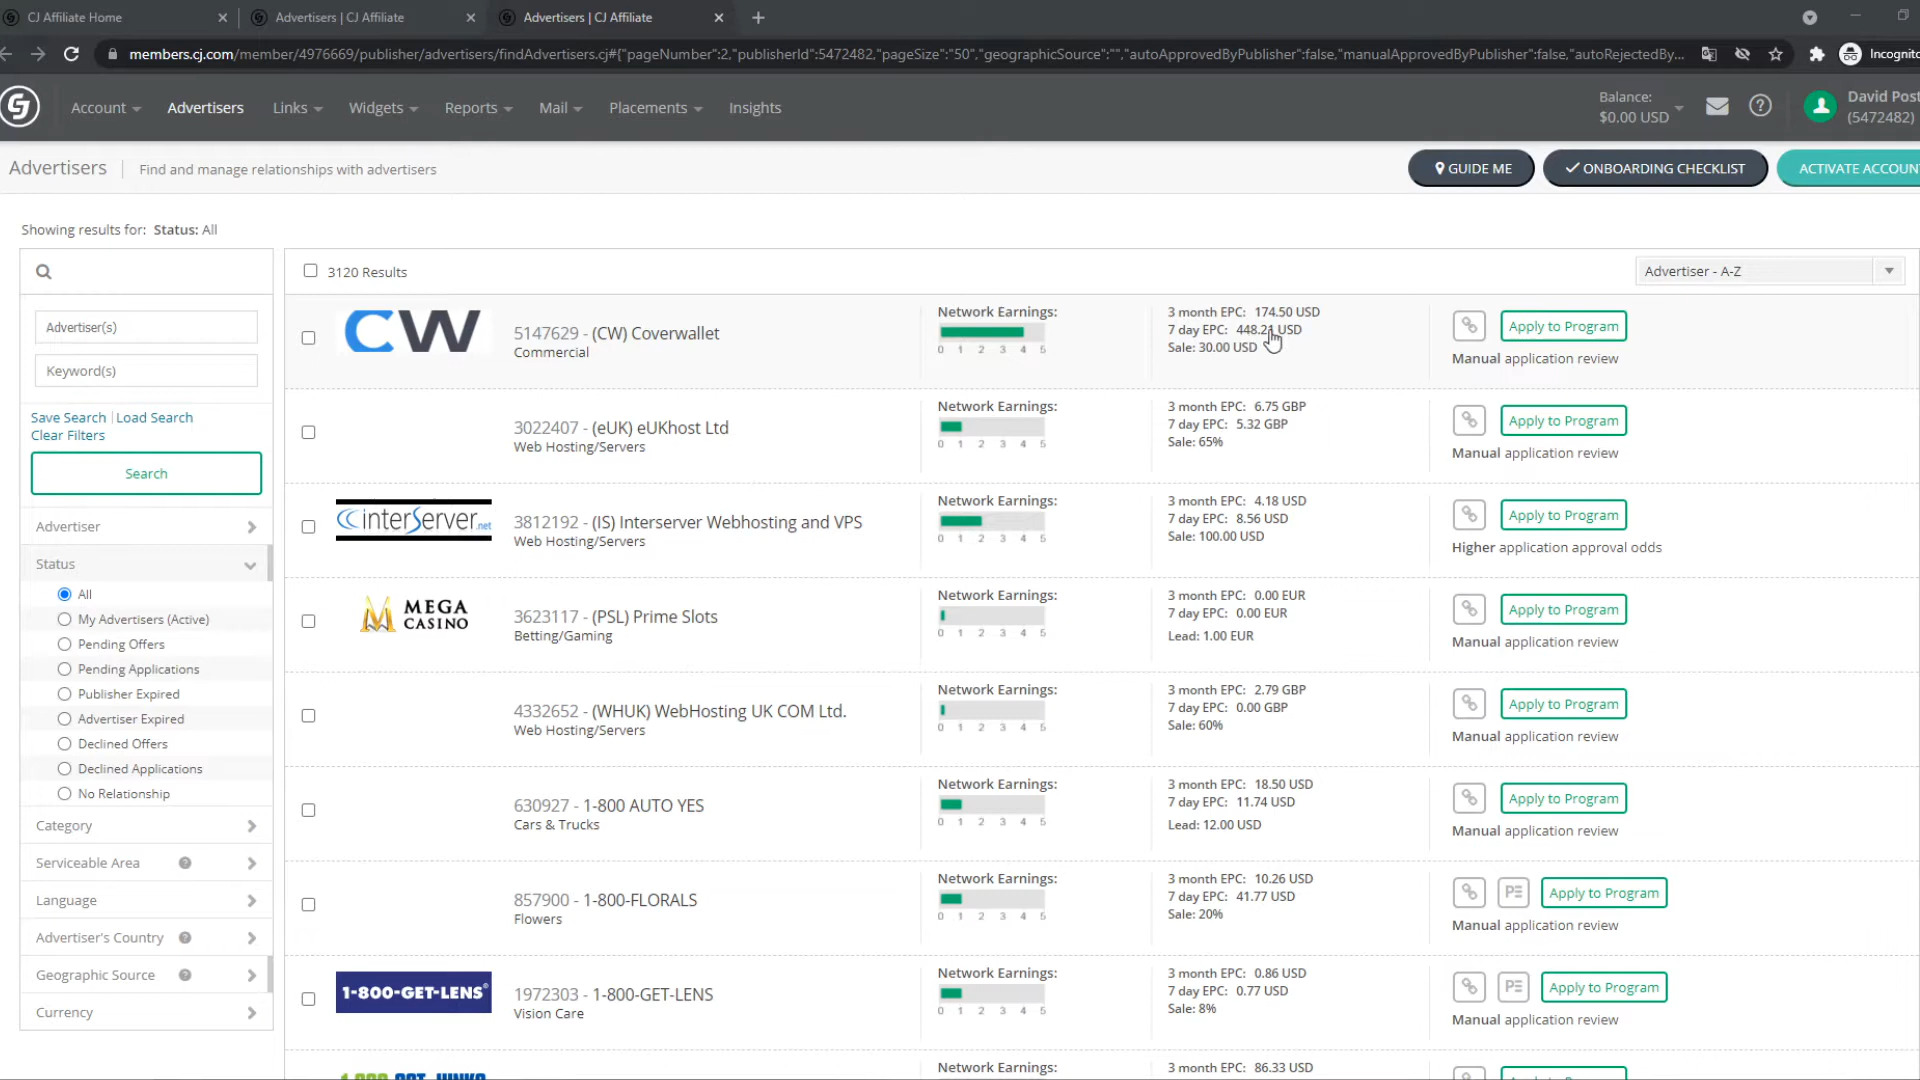 CJ Affiliate Home
Advertisers | CJ Affiliate
Advertisers | CJ Affiliate
members.cj.com/member/4976669/publisher/advertisers/findAdvertisers.cj#{"pageNumber":2,"publisherId":5472482,"pageSize":"50","geographicSource":"","autoApprovedByPublisher":false,"manualApprovedByPublisher":false,"autoRejectedBy...
Incognito
Account
Advertisers
Links
Widgets
Reports
Mail
Placements
Insights
Balance:
$0.00 USD
David Post
(5472482)
Advertisers
Find and manage relationships with advertisers
GUIDE ME
ONBOARDING CHECKLIST
ACTIVATE ACCOUN
Showing results for: Status: All
Advertiser(s)
Keyword(s)
Save Search | Load Search
Clear Filters
Search
Advertiser
Status
All
My Advertisers (Active)
Pending Offers
Pending Applications
Publisher Expired
Advertiser Expired
Declined Offers
Declined Applications
No Relationship
Category
Serviceable Area
Language
Advertiser's Country
Geographic Source
Currency
3120 Results
Advertiser - A-Z
CW
5147629 - (CW) Coverwallet
Commercial
Network Earnings:
0 1 2 3 4 5
3 month EPC: 174.50 USD
7 day EPC: 448.21 USD
Sale: 30.00 USD
Apply to Program
Manual application review
3022407 - (eUK) eUKhost Ltd
Web Hosting/Servers
Network Earnings:
0 1 2 3 4 5
3 month EPC: 6.75 GBP
7 day EPC: 5.32 GBP
Sale: 65%
Apply to Program
Manual application review
interServer.net
3812192 - (IS) Interserver Webhosting and VPS
Web Hosting/Servers
Network Earnings:
0 1 2 3 4 5
3 month EPC: 4.18 USD
7 day EPC: 8.56 USD
Sale: 100.00 USD
Apply to Program
Higher application approval odds
MEGA
CASINO
3623117 - (PSL) Prime Slots
Betting/Gaming
Network Earnings:
0 1 2 3 4 5
3 month EPC: 0.00 EUR
7 day EPC: 0.00 EUR
Lead: 1.00 EUR
Apply to Program
Manual application review
4332652 - (WHUK) WebHosting UK COM Ltd.
Web Hosting/Servers
Network Earnings:
0 1 2 3 4 5
3 month EPC: 2.79 GBP
7 day EPC: 0.00 GBP
Sale: 60%
Apply to Program
Manual application review
630927 - 1-800 AUTO YES
Cars & Trucks
Network Earnings:
0 1 2 3 4 5
3 month EPC: 18.50 USD
7 day EPC: 11.74 USD
Lead: 12.00 USD
Apply to Program
Manual application review
857900 - 1-800-FLORALS
Flowers
Network Earnings:
0 1 2 3 4 5
3 month EPC: 10.26 USD
7 day EPC: 41.77 USD
Sale: 20%
PE
Apply to Program
Manual application review
1-800-GET-LENS®
1972303 - 1-800-GET-LENS
Vision Care
Network Earnings:
0 1 2 3 4 5
3 month EPC: 0.86 USD
7 day EPC: 0.77 USD
Sale: 8%
PE
Apply to Program
Manual application review
Network Earnings:
3 month EPC: 86.33 USD